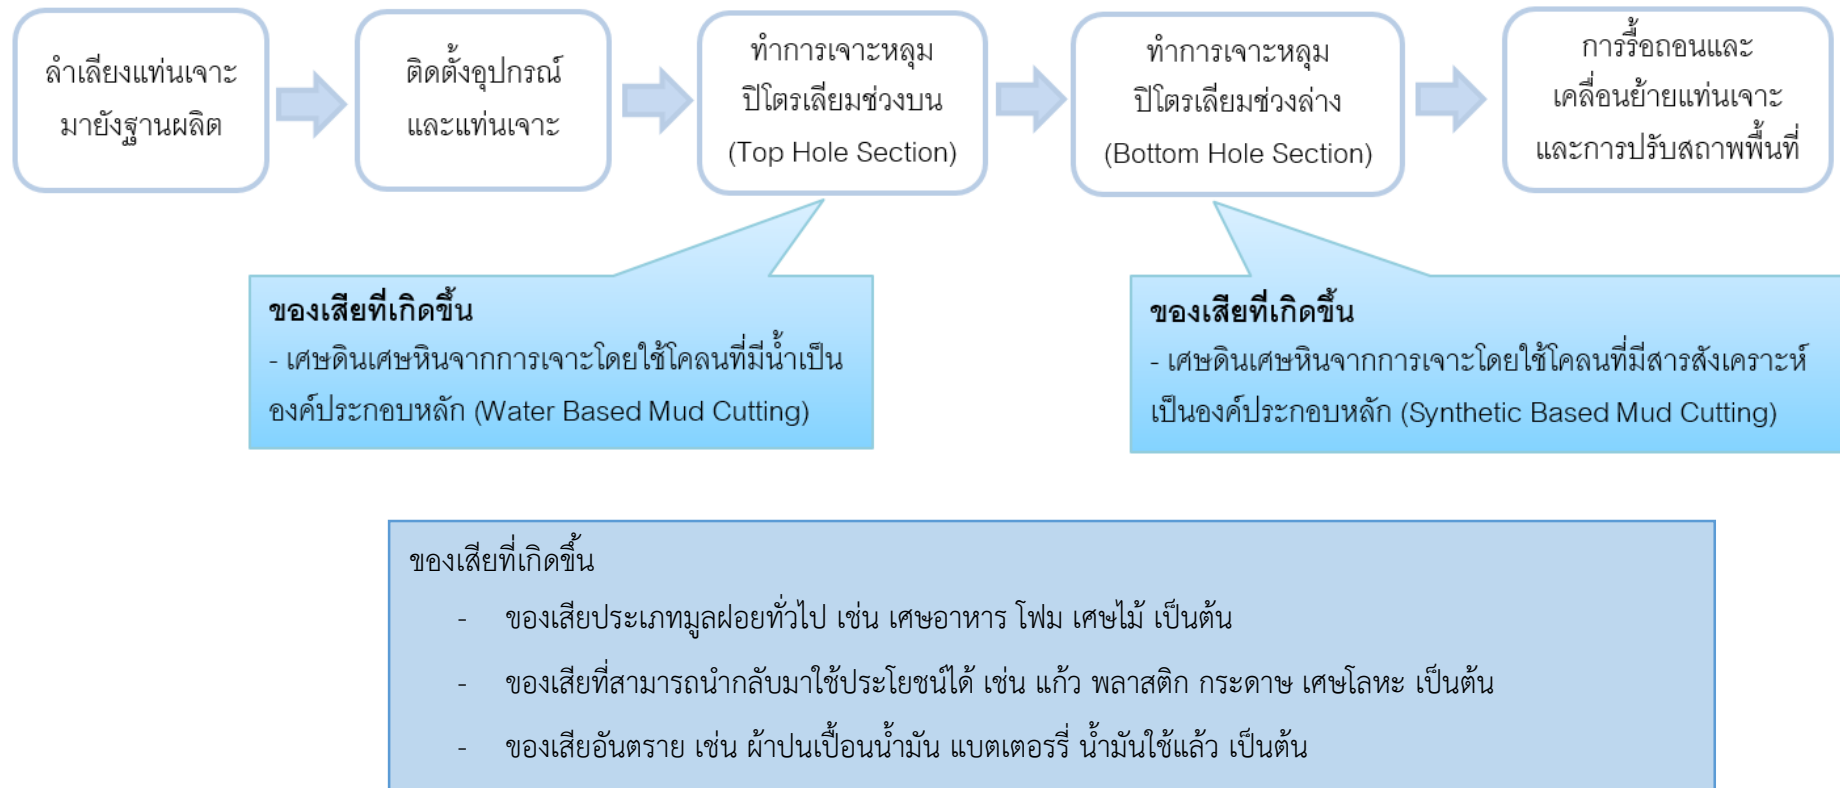 ลำเลียงแท่นเจาะ
มายังฐานผลิต
ติดตั้งอุปกรณ์
และแท่นเจาะ
ทำการเจาะหลุม
ปิโตรเลียมช่วงบน
(Top Hole Section)
ทำการเจาะหลุม
ปิโตรเลียมช่วงล่าง
(Bottom Hole Section)
การรื้อถอนและ
เคลื่อนย้ายแท่นเจาะ
และการปรับสภาพพื้นที่
ของเสียที่เกิดขึ้น
- เศษดินเศษหินจากการเจาะโดยใช้โคลนที่มีน้ำเป็น
องค์ประกอบหลัก (Water Based Mud Cutting)
ของเสียที่เกิดขึ้น
- เศษดินเศษหินจากการเจาะโดยใช้โคลนที่มีสารสังเคราะห์
เป็นองค์ประกอบหลัก (Synthetic Based Mud Cutting)
ของเสียที่เกิดขึ้น
- ของเสียประเภทมูลฝอยทั่วไป เช่น เศษอาหาร โฟม เศษไม้ เป็นต้น
- ของเสียที่สามารถนำกลับมาใช้ประโยชน์ได้ เช่น แก้ว พลาสติก กระดาษ เศษโลหะ เป็นต้น
- ของเสียอันตราย เช่น ผ้าปนเปื้อนน้ำมัน แบตเตอรรี่ น้ำมันใช้แล้ว เป็นต้น